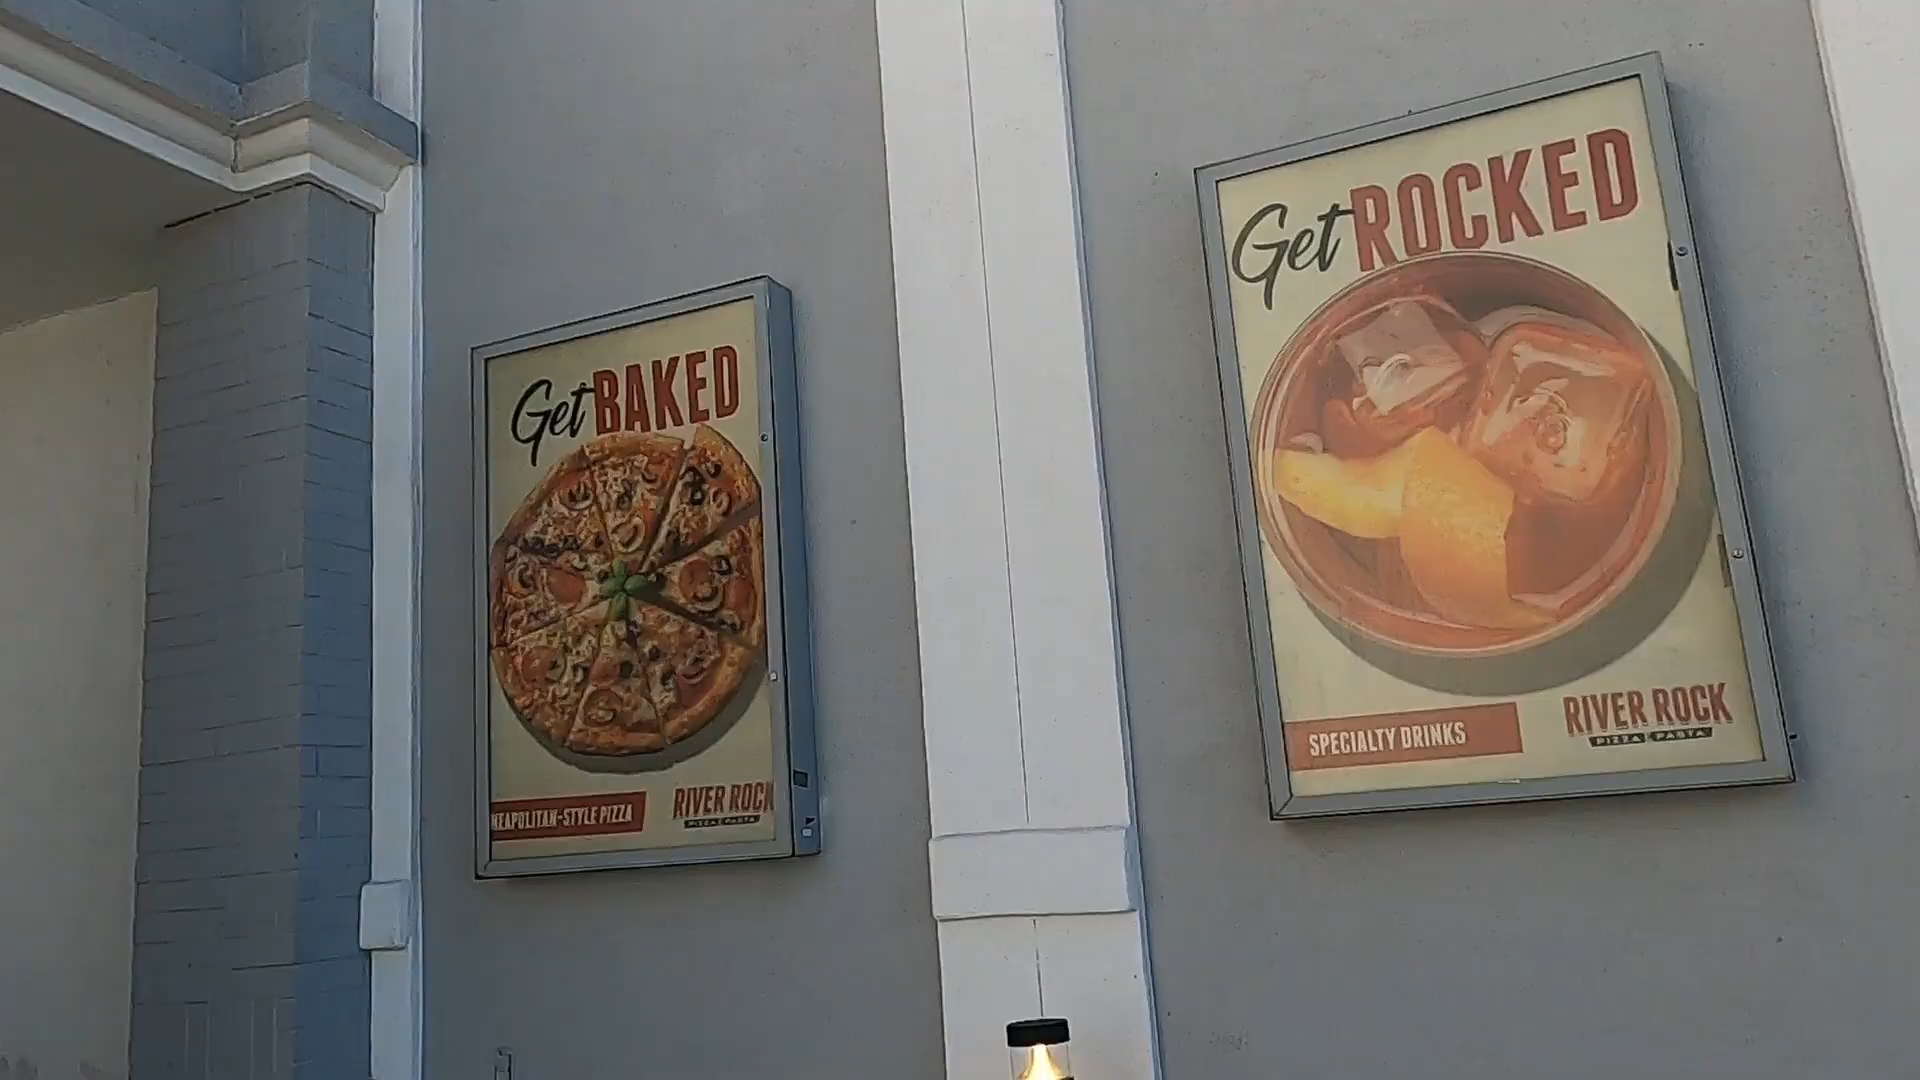 Get BAKED
NEAPOLITAN-STYLE PIZZA
RIVER ROCK
PIZZA PASTA
Get ROCKED
SPECIALTY DRINKS
RIVER ROCK
PIZZA PASTA